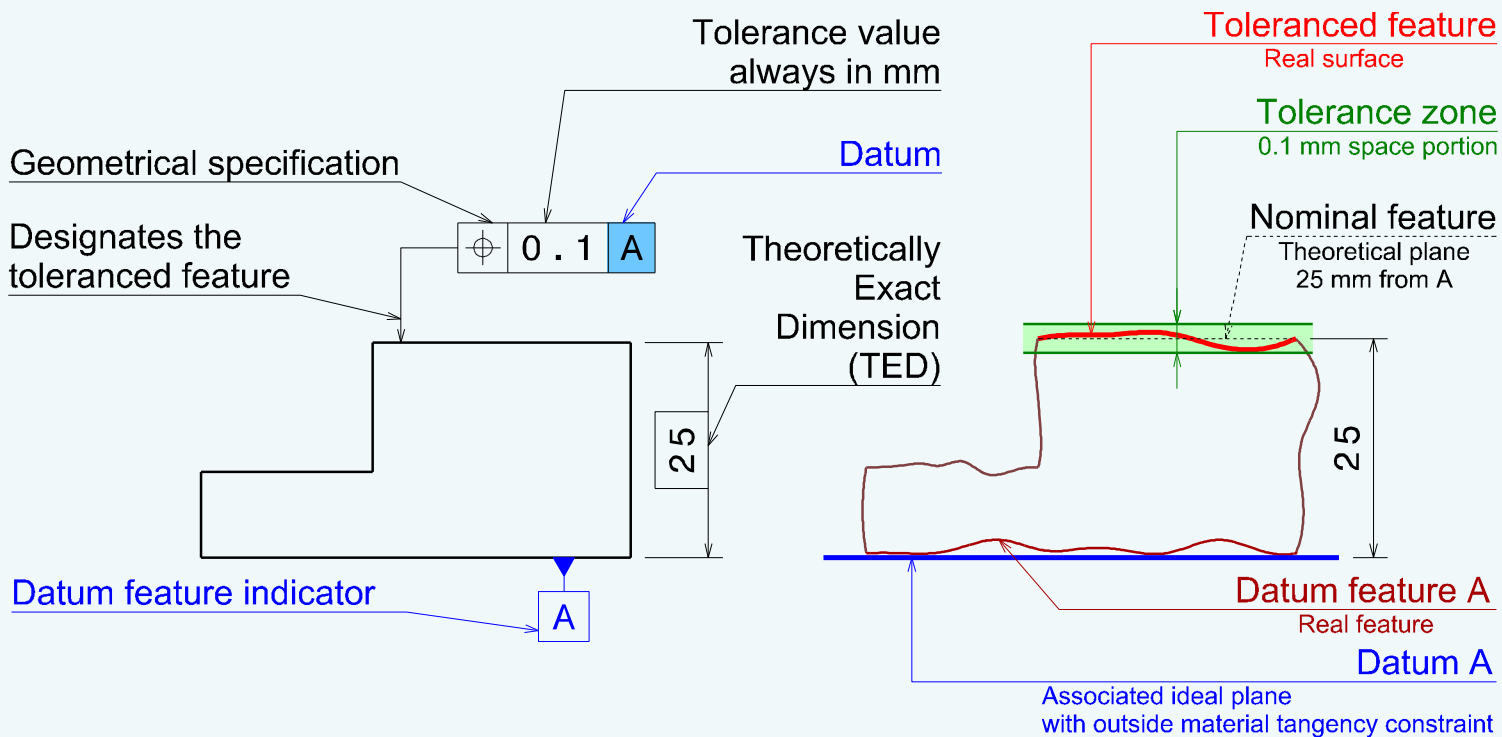 Tolerance value
always in mm
Datum
Geometrical specification
Designates the
toleranced feature
⌖ 0.1 A
Theoretically
Exact
Dimension
(TED)
25
Datum feature indicator
A
Toleranced feature
Real surface
Tolerance zone
0.1 mm space portion
Nominal feature
Theoretical plane
25 mm from A
25
Datum feature A
Real feature
Datum A
Associated ideal plane
with outside material tangency constraint